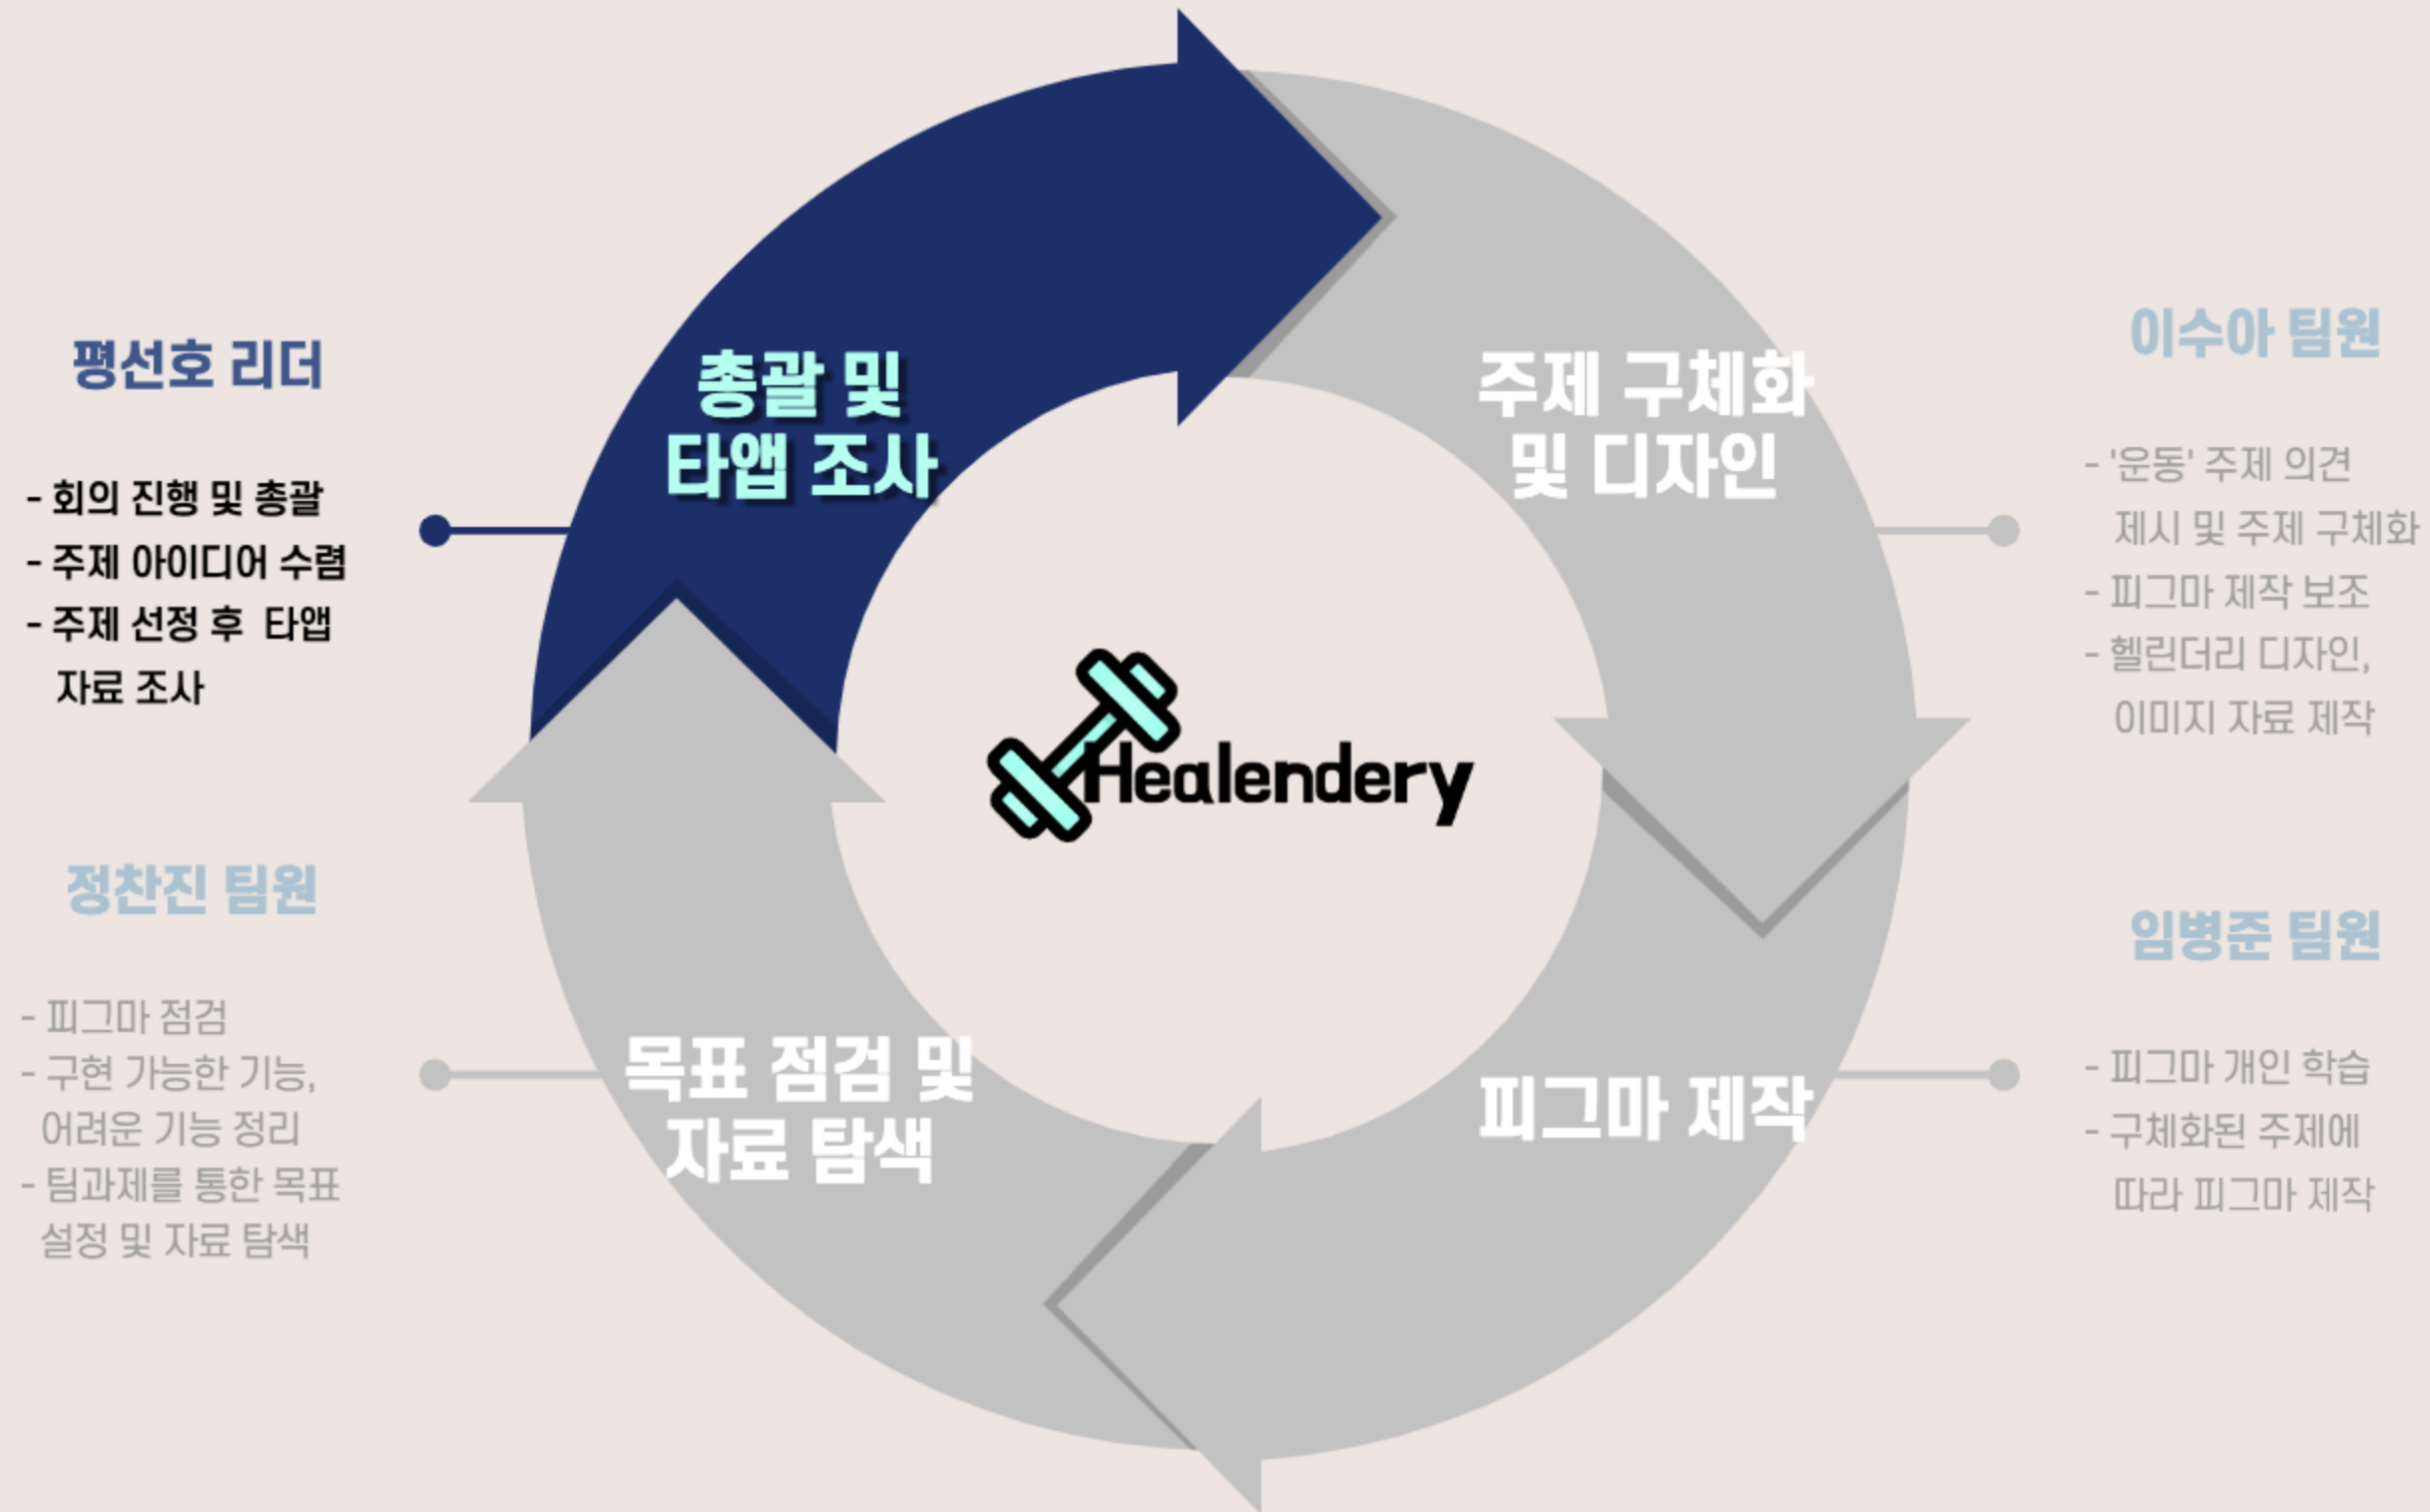 평선호 리더
- 회의 진행 및 총괄
- 주제 아이디어 수렴
- 주제 선정 후 타앱
자료 조사
총괄 및
타앱 조사
주제 구체화
및 디자인
이수아 팀원
- '운동' 주제 의견
제시 및 주제 구체화
- 피그마 제작 보조
- 헬린더리 디자인,
이미지 자료 제작
Healendery
정찬진 팀원
- 피그마 점검
- 구현 가능한 기능,
어려운 기능 정리
- 팀과제를 통한 목표
설정 및 자료 탐색
목표 점검 및
자료 탐색
피그마 제작
임병준 팀원
- 피그마 개인 학습
- 구체화된 주제에
따라 피그마 제작